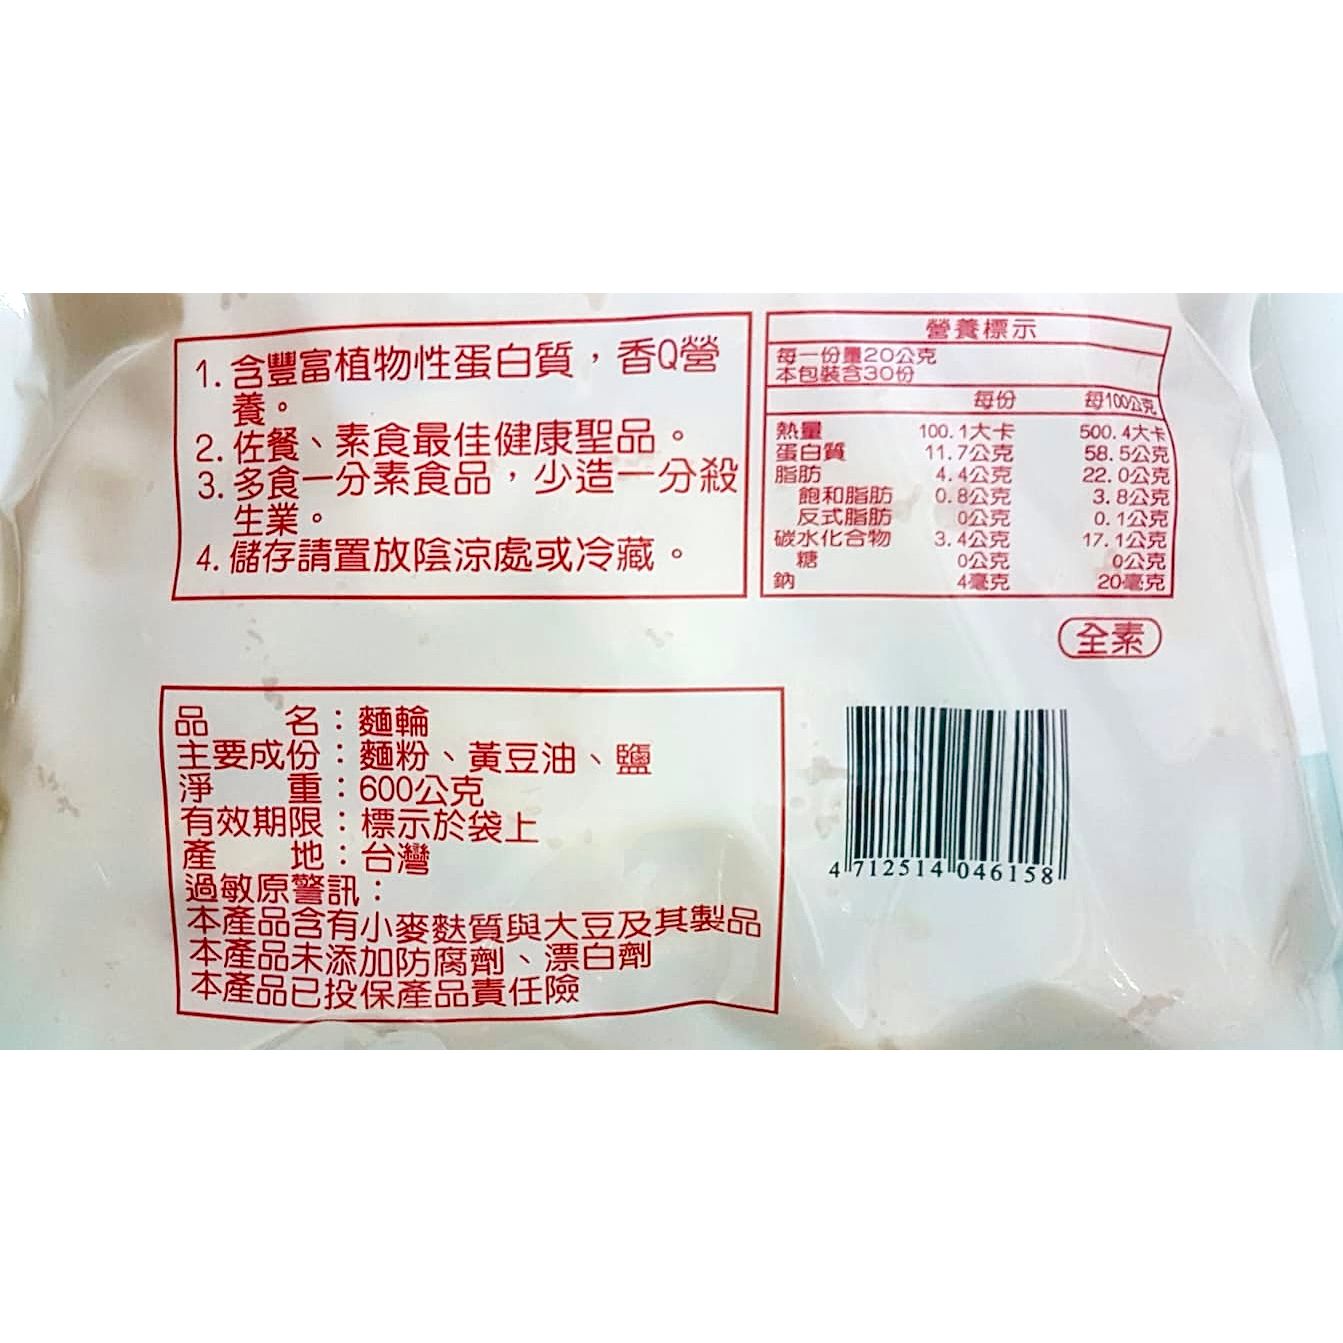 1. 含豐富植物性蛋白質，香Q營
養。
2. 佐餐、素食最佳健康聖品。
3. 多食一分素食品，少造一分殺
生業。
4. 儲存請置放陰涼處或冷藏。
營養標示
每一份量20公克
本包裝含30份
每份 每100公克
熱量 100.1大卡 500.4大卡
蛋白質 11.7公克 58.5公克
脂肪 4.4公克 22.0公克
飽和脂肪 0.8公克 3.8公克
反式脂肪 0公克 0.1公克
碳水化合物 3.4公克 17.1公克
糖 0公克 0公克
鈉 4毫克 20毫克
全素
品名：麵輪
主要成份：麵粉、黃豆油、鹽
淨重：600公克
有效期限：標示於袋上
產地：台灣
過敏原警訊：
本產品含有小麥麩質與大豆及其製品
本產品未添加防腐劑、漂白劑
本產品已投保產品責任險
4 712514 046158